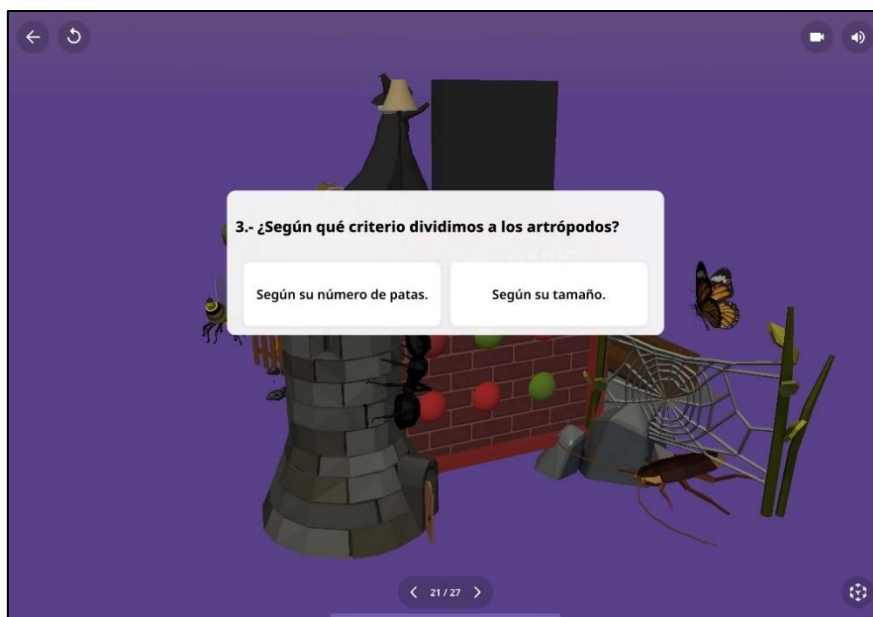 3.- ¿Según qué criterio dividimos a los artrópodos?
Según su número de patas.
Según su tamaño.
21 / 27